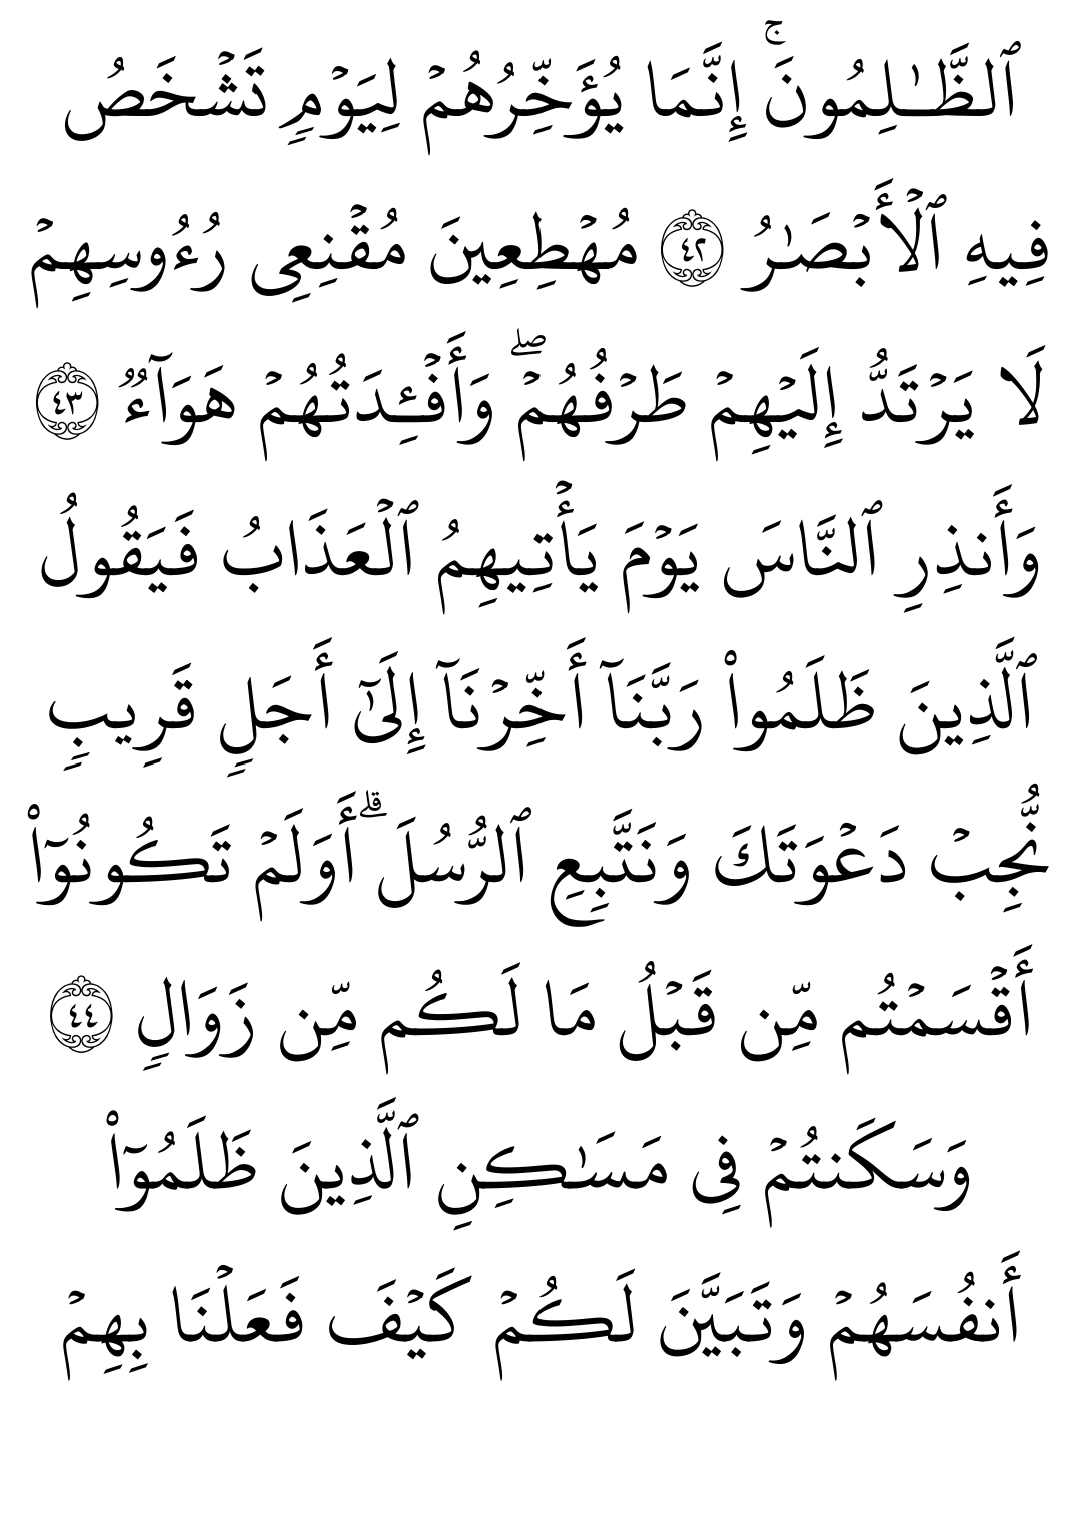 ٱلظَّـٰلِمُونَۚ إِنَّمَا يُؤَخِّرُهُمۡ لِيَوۡمٖ تَشۡخَصُ
فِيهِ ٱلۡأَبۡصَٰرُ ٤٢ مُهۡطِعِينَ مُقۡنِعِي رُءُوسِهِمۡ
لَا يَرۡتَدُّ إِلَيۡهِمۡ طَرۡفُهُمۡۖ وَأَفۡـِٔدَتُهُمۡ هَوَآءٞ ٤٣
وَأَنذِرِ ٱلنَّاسَ يَوۡمَ يَأۡتِيهِمُ ٱلۡعَذَابُ فَيَقُولُ
ٱلَّذِينَ ظَلَمُواْ رَبَّنَآ أَخِّرۡنَآ إِلَىٰٓ أَجَلٖ قَرِيبٖ
نُّجِبۡ دَعۡوَتَكَ وَنَتَّبِعِ ٱلرُّسُلَۗ أَوَلَمۡ تَكُونُوٓاْ
أَقۡسَمۡتُم مِّن قَبۡلُ مَا لَكُم مِّن زَوَالٖ ٤٤
وَسَكَنتُمۡ فِي مَسَٰكِنِ ٱلَّذِينَ ظَلَمُوٓاْ
أَنفُسَهُمۡ وَتَبَيَّنَ لَكُمۡ كَيۡفَ فَعَلۡنَا بِهِمۡ